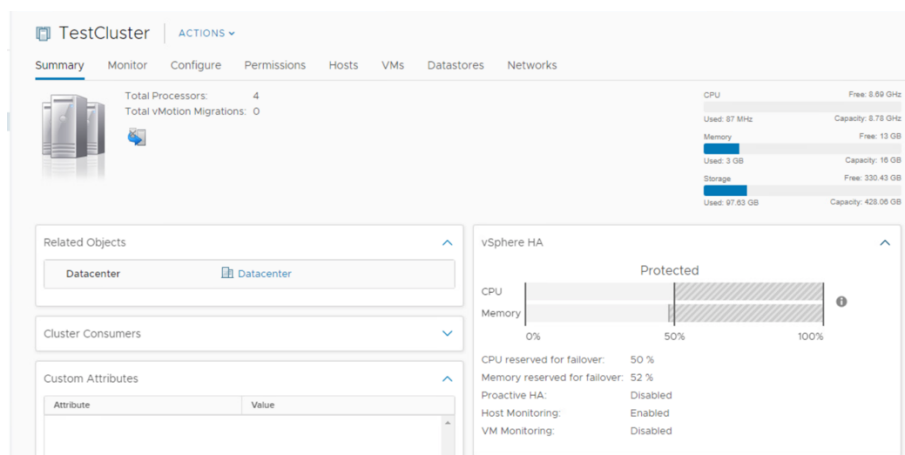 TestCluster ACTIONS
Summary Monitor Configure Permissions Hosts VMs Datastores Networks
Total Processors: 4
Total vMotion Migrations: 0
CPU Free: 8.69 GHz
Used: 87 MHz Capacity: 8.78 GHz
Memory Free: 13 GB
Used: 3 GB Capacity: 16 GB
Storage Free: 330.43 GB
Used: 97.63 GB Capacity: 428.06 GB
Related Objects
Datacenter Datacenter
Cluster Consumers
Custom Attributes
Attribute Value
vSphere HA
Protected
CPU
Memory
0% 50% 100%
CPU reserved for failover: 50 %
Memory reserved for failover: 52 %
Proactive HA: Disabled
Host Monitoring: Enabled
VM Monitoring: Disabled